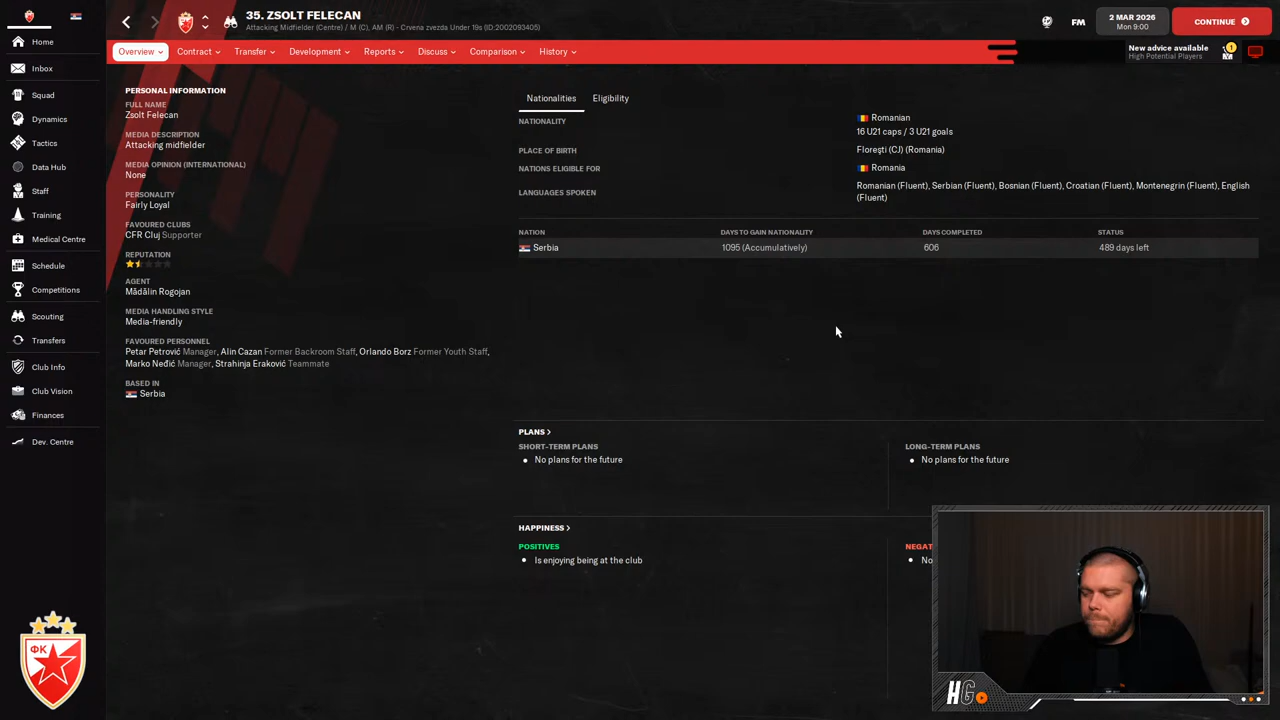 35. ZSOLT FELECAN
Attacking Midfielder (Centre) / M (C), AM (R) - Crvena zvezda Under 19s (ID:2002093405)
FM
2 MAR 2026
Mon 9:00
CONTINUE
Overview
Contract
Transfer
Development
Reports
Discuss
Comparison
History
New advice available
High Potential Players
1
Home
Inbox
Squad
Dynamics
Tactics
Data Hub
Staff
Training
Medical Centre
Schedule
Competitions
Scouting
Transfers
Club Info
Club Vision
Finances
Dev. Centre
ФК
PERSONAL INFORMATION
FULL NAME
Zsolt Felecan
MEDIA DESCRIPTION
Attacking midfielder
MEDIA OPINION (INTERNATIONAL)
None
PERSONALITY
Fairly Loyal
FAVOURED CLUBS
CFR Cluj Supporter
REPUTATION
AGENT
Mădălin Rogojan
MEDIA HANDLING STYLE
Media-friendly
FAVOURED PERSONNEL
Petar Petrović Manager, Alin Cazan Former Backroom Staff, Orlando Borz Former Youth Staff,
Marko Neđić Manager, Strahinja Eraković Teammate
BASED IN
Serbia
Nationalities
Eligibility
NATIONALITY
Romanian
16 U21 caps / 3 U21 goals
PLACE OF BIRTH
Floreşti (CJ) (Romania)
NATIONS ELIGIBLE FOR
Romania
LANGUAGES SPOKEN
Romanian (Fluent), Serbian (Fluent), Bosnian (Fluent), Croatian (Fluent), Montenegrin (Fluent), English
(Fluent)
NATION
DAYS TO GAIN NATIONALITY
DAYS COMPLETED
STATUS
Serbia
1095 (Accumulatively)
606
489 days left
PLANS
SHORT-TERM PLANS
No plans for the future
LONG-TERM PLANS
No plans for the future
HAPPINESS
POSITIVES
Is enjoying being at the club
NEGAT
No
HG